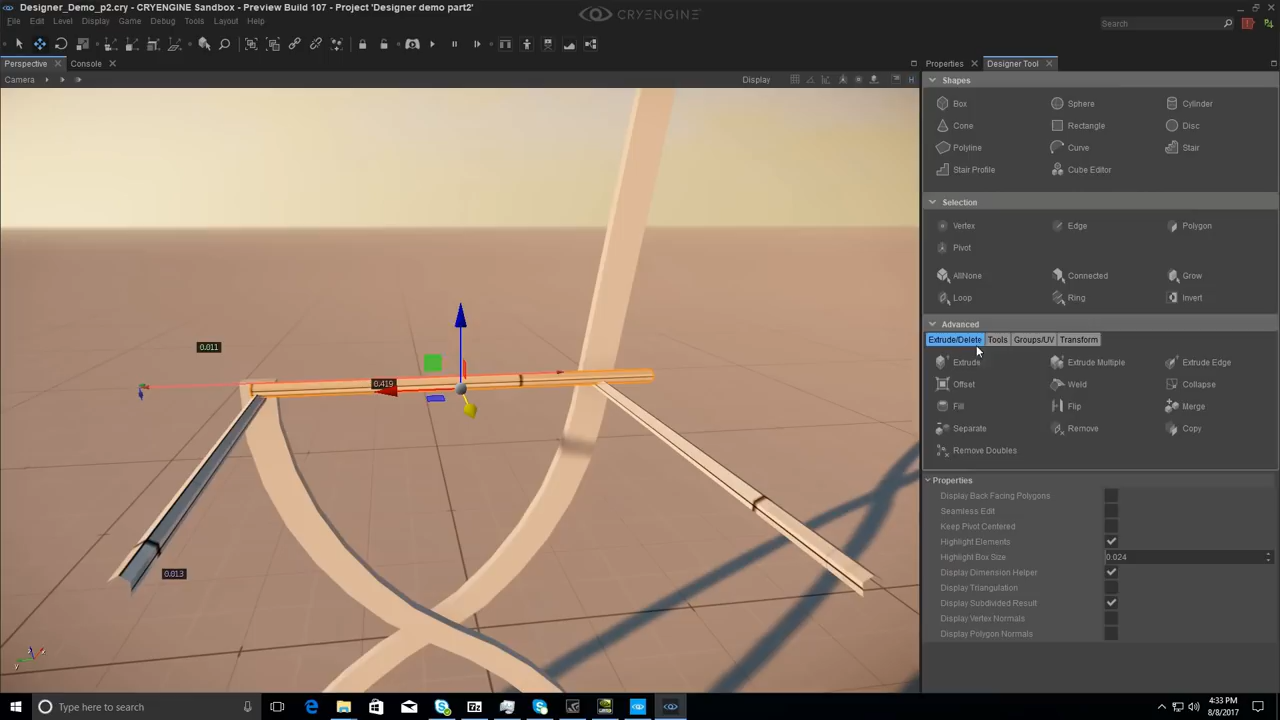 Designer_Demo_p2.cry - CRYENGINE Sandbox - Preview Build 107 - Project 'Designer demo part2'
CRYENGINE
File Edit Level Display Game Debug Tools Layout Help
Search
Perspective Console
Properties Designer Tool
Camera
Display
H
Shapes
Box Sphere Cylinder
Cone Rectangle Disc
Polyline Curve Stair
Stair Profile Cube Editor
Selection
Vertex Edge Polygon
Pivot
AllNone Connected Grow
Loop Ring Invert
Advanced
Extrude/Delete Tools Groups/UV Transform
Extrude Extrude Multiple Extrude Edge
Offset Weld Collapse
Fill Flip Merge
Separate Remove Copy
Remove Doubles
Properties
Display Back Facing Polygons
Seamless Edit
Keep Pivot Centered
Highlight Elements
Highlight Box Size 0.024
Display Dimension Helper
Display Triangulation
Display Subdivided Result
Display Vertex Normals
Display Polygon Normals
0.011
0.419
0.013
Type here to search
4:33 PM
8/8/2017